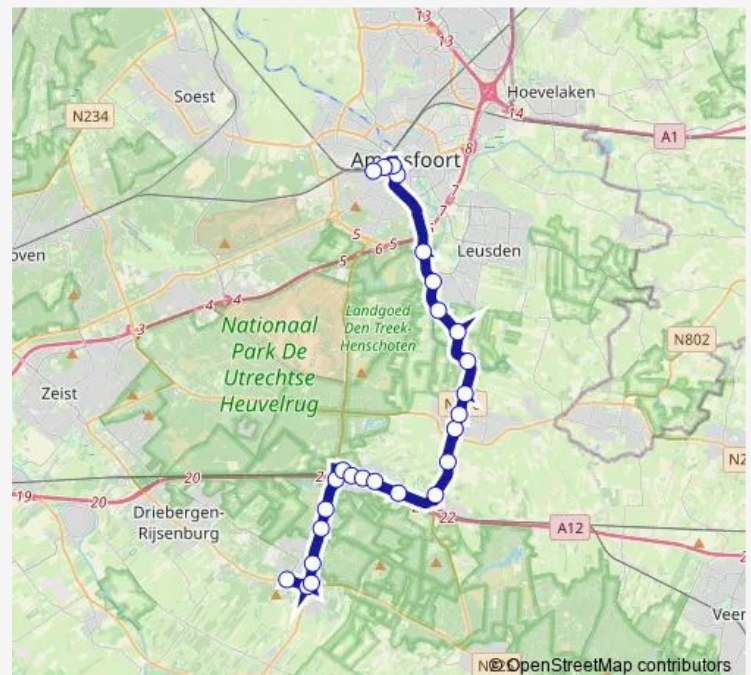 13
13
Soest
Hoevelaken
N234
14
A1
8
7
7
5
6
5
5
Leusden
oven
4
4
3
Landgoed
Den Treek-
Henschoten
Nationaal
Park De
Utrechtse
Heuvelrug
N802
Zeist
20
19
20
22
Driebergen-
Rijsenburg
A12
Veer
© OpenStreetMap contributors